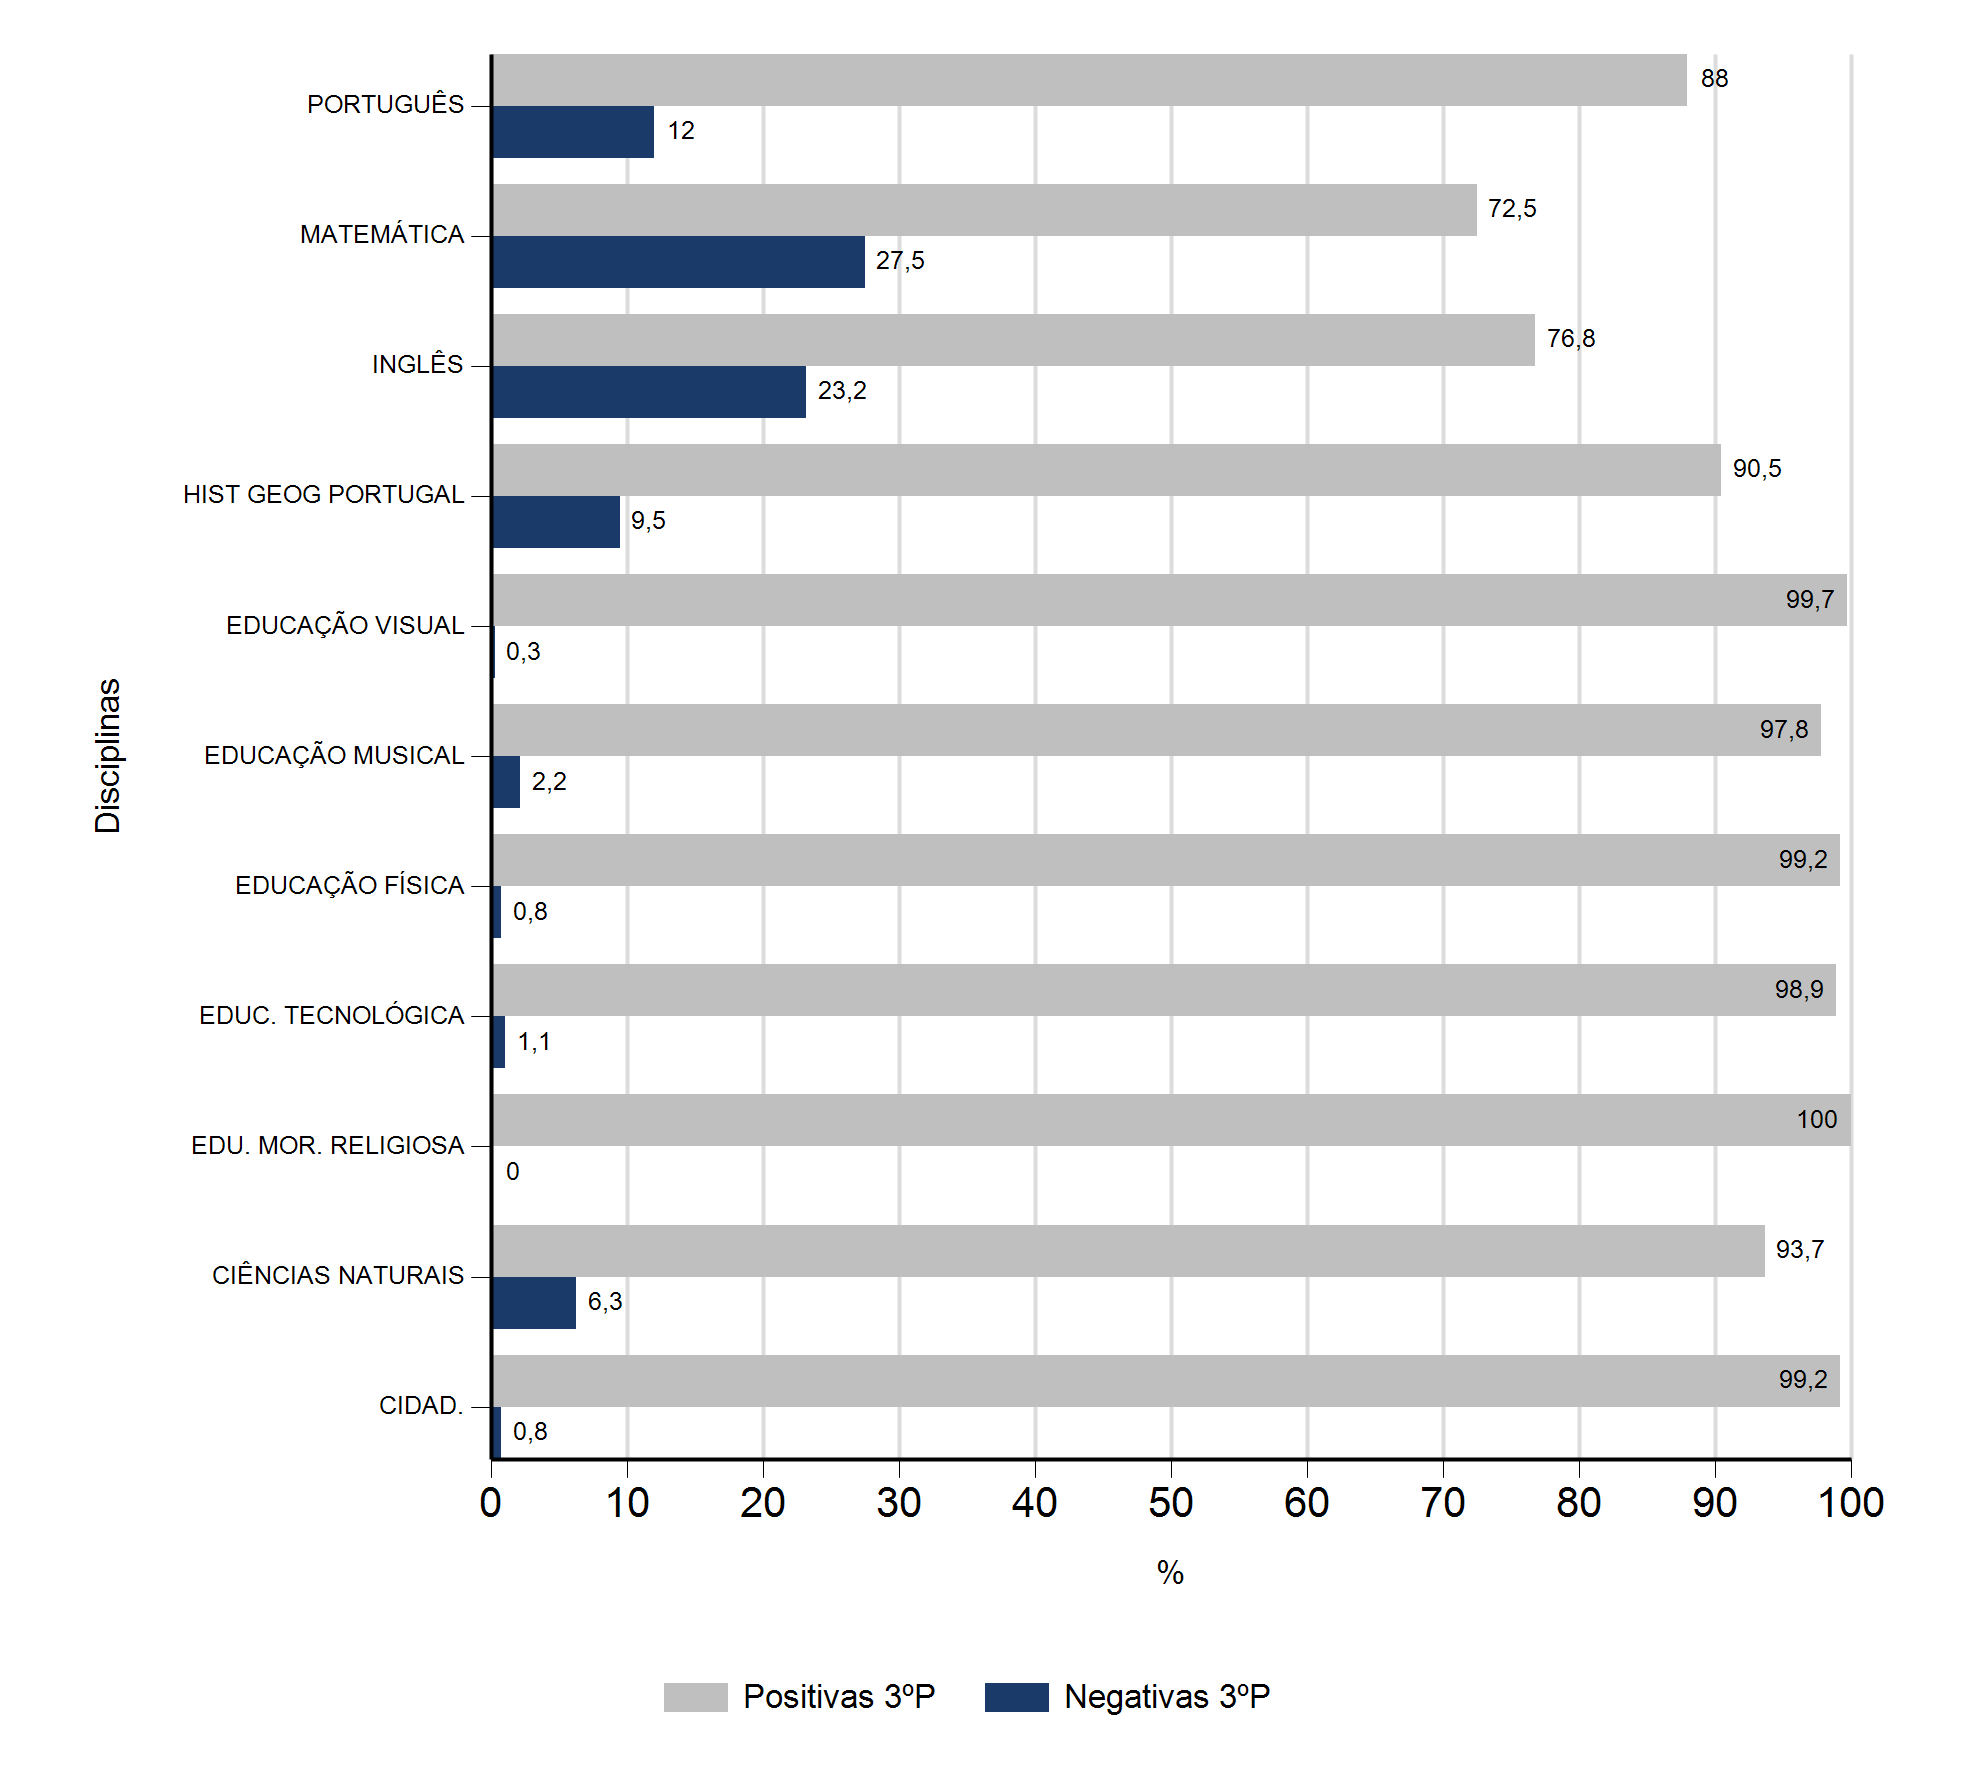 88
PORTUGUÊS
12
72,5
MATEMÁTICA
27,5
76,8
INGLÊS
23,2
90,5
HIST GEOG PORTUGAL
9,5
99,7
EDUCAÇÃO VISUAL
0,3
97,8
EDUCAÇÃO MUSICAL
2,2
Disciplinas
99,2
EDUCAÇÃO FÍSICA
0,8
98,9
EDUC. TECNOLÓGICA
1,1
100
EDU. MOR. RELIGIOSA
0
93,7
CIÊNCIAS NATURAIS
6,3
99,2
CIDAD.
0,8
0 10 20 30 40 50 60 70 80 90 100
%
Positivas 3ºP Negativas 3ºP